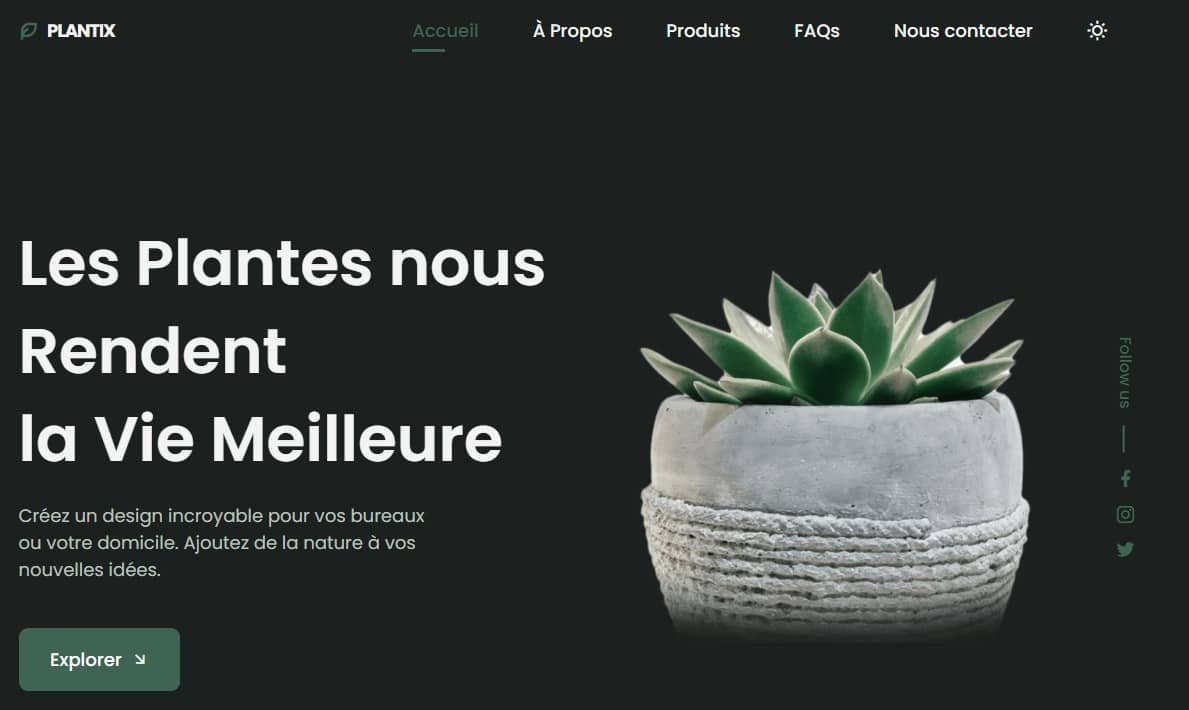 PLANTIX
Accueil
À Propos
Produits
FAQs
Nous contacter
Les Plantes nous
Rendent
la Vie Meilleure
Créez un design incroyable pour vos bureaux
ou votre domicile. Ajoutez de la nature à vos
nouvelles idées.
Explorer
Follow us